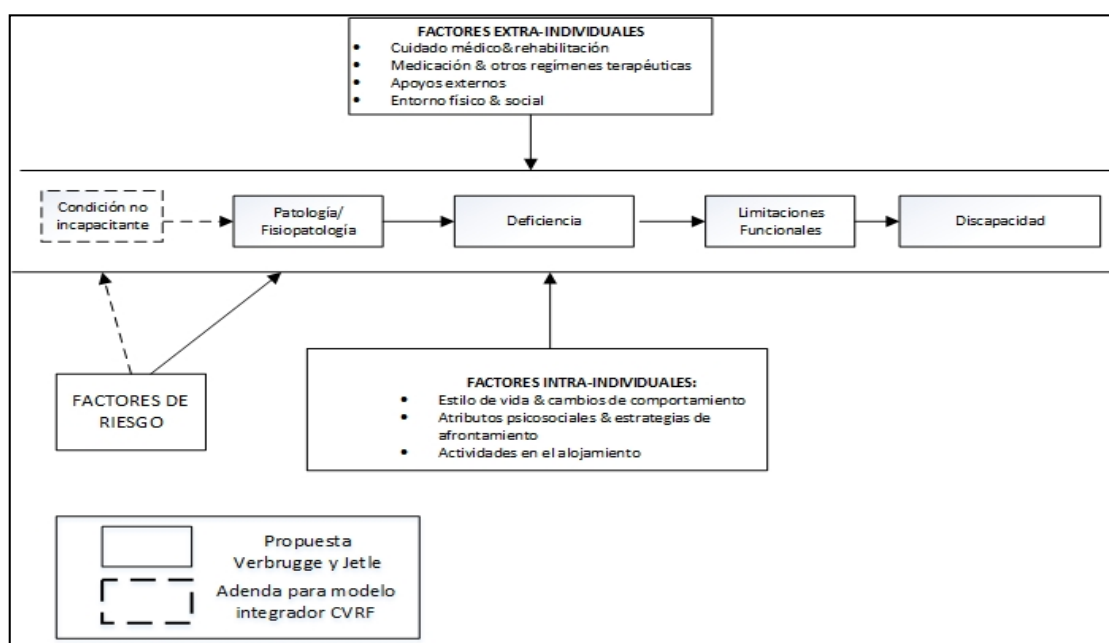 FACTORES EXTRA-INDIVIDUALES
• Cuidado médico&rehabilitación
• Medicación & otros regímenes terapéuticas
• Apoyos externos
• Entorno físico & social
Condición no
incapacitante
Patología/
Fisiopatología
Deficiencia
Limitaciones
Funcionales
Discapacidad
FACTORES DE
RIESGO
FACTORES INTRA-INDIVIDUALES:
• Estilo de vida & cambios de comportamiento
• Atributos psicosociales & estrategias de
afrontamiento
• Actividades en el alojamiento
Propuesta
Verbrugge y Jetle
Adenda para modelo
integrador CVRF